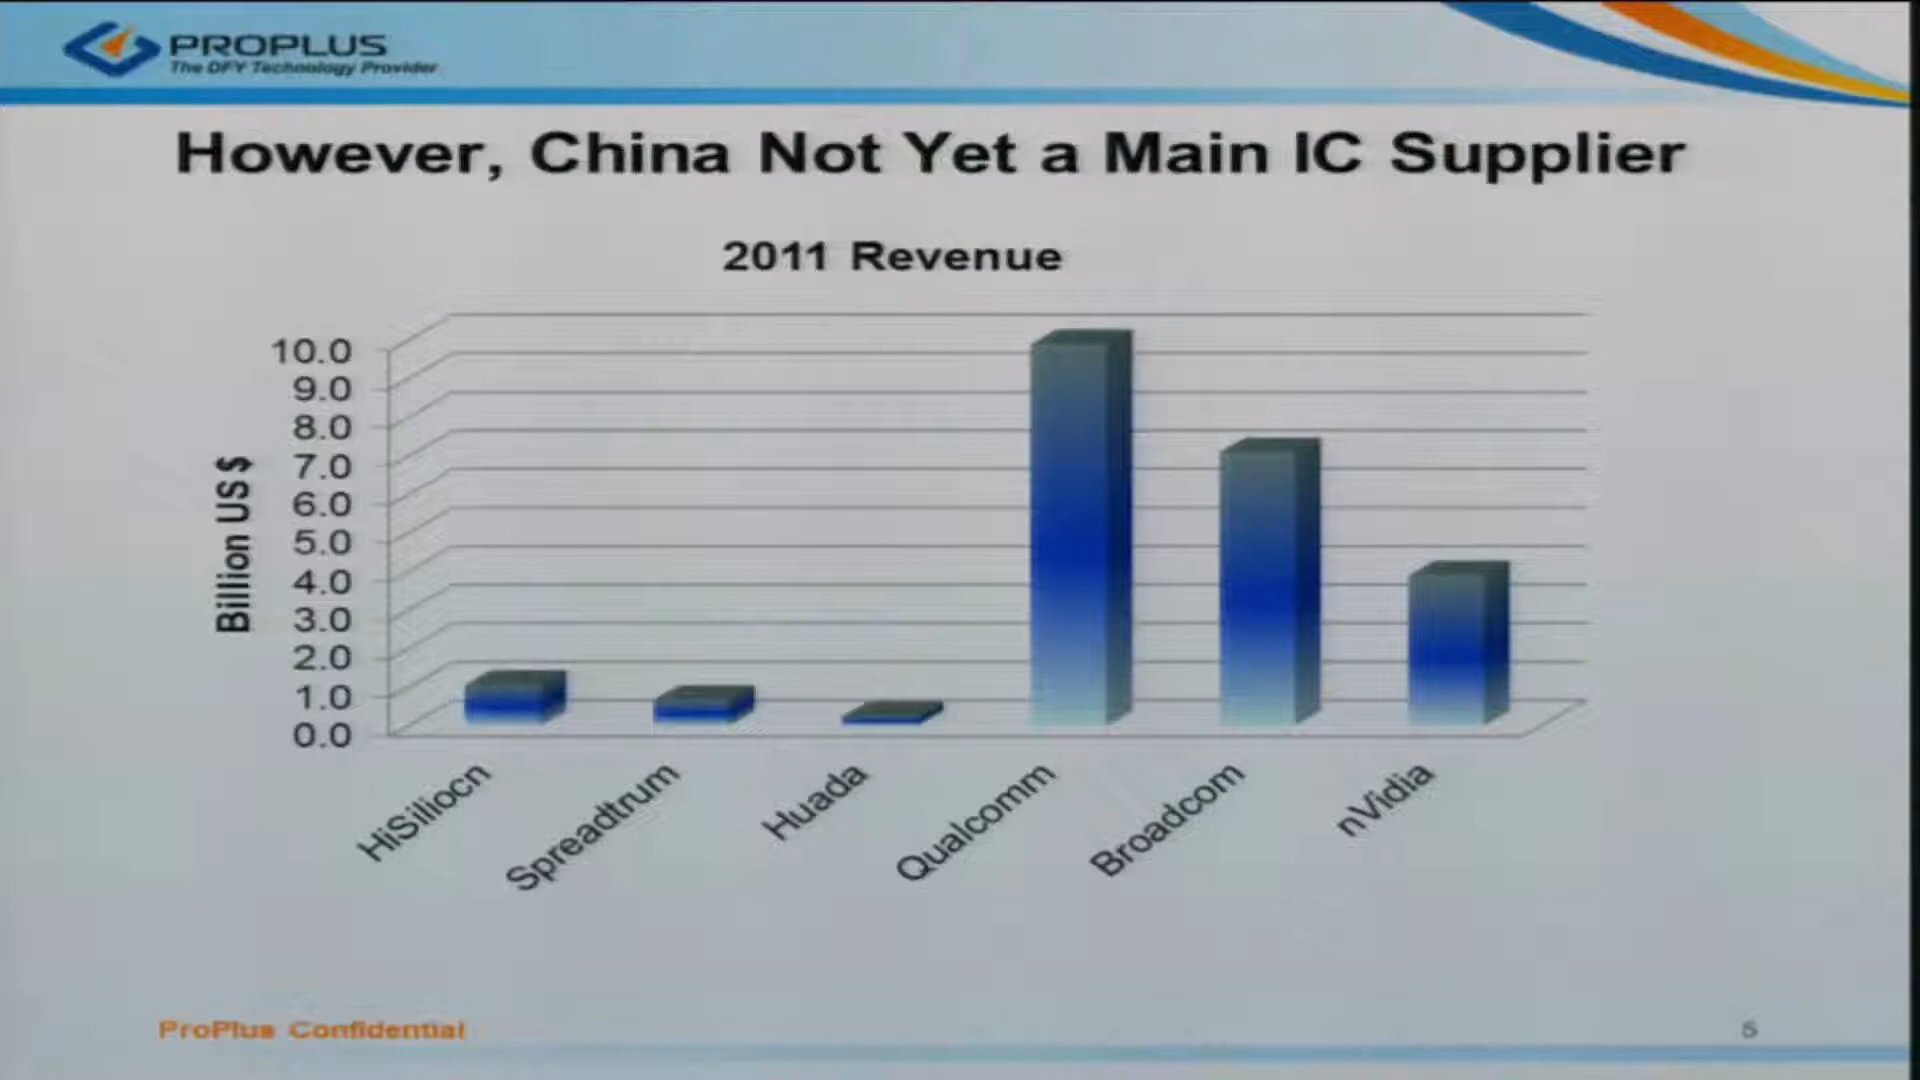 PROPLUS
The DFY Technology Provider
However, China Not Yet a Main IC Supplier
2011 Revenue
10.0
9.0
8.0
7.0
6.0
5.0
4.0
3.0
2.0
1.0
0.0
Billion US $
HiSiliocn
Spreadtrum
Huada
Qualcomm
Broadcom
nVidia
ProPlus Confidential
5